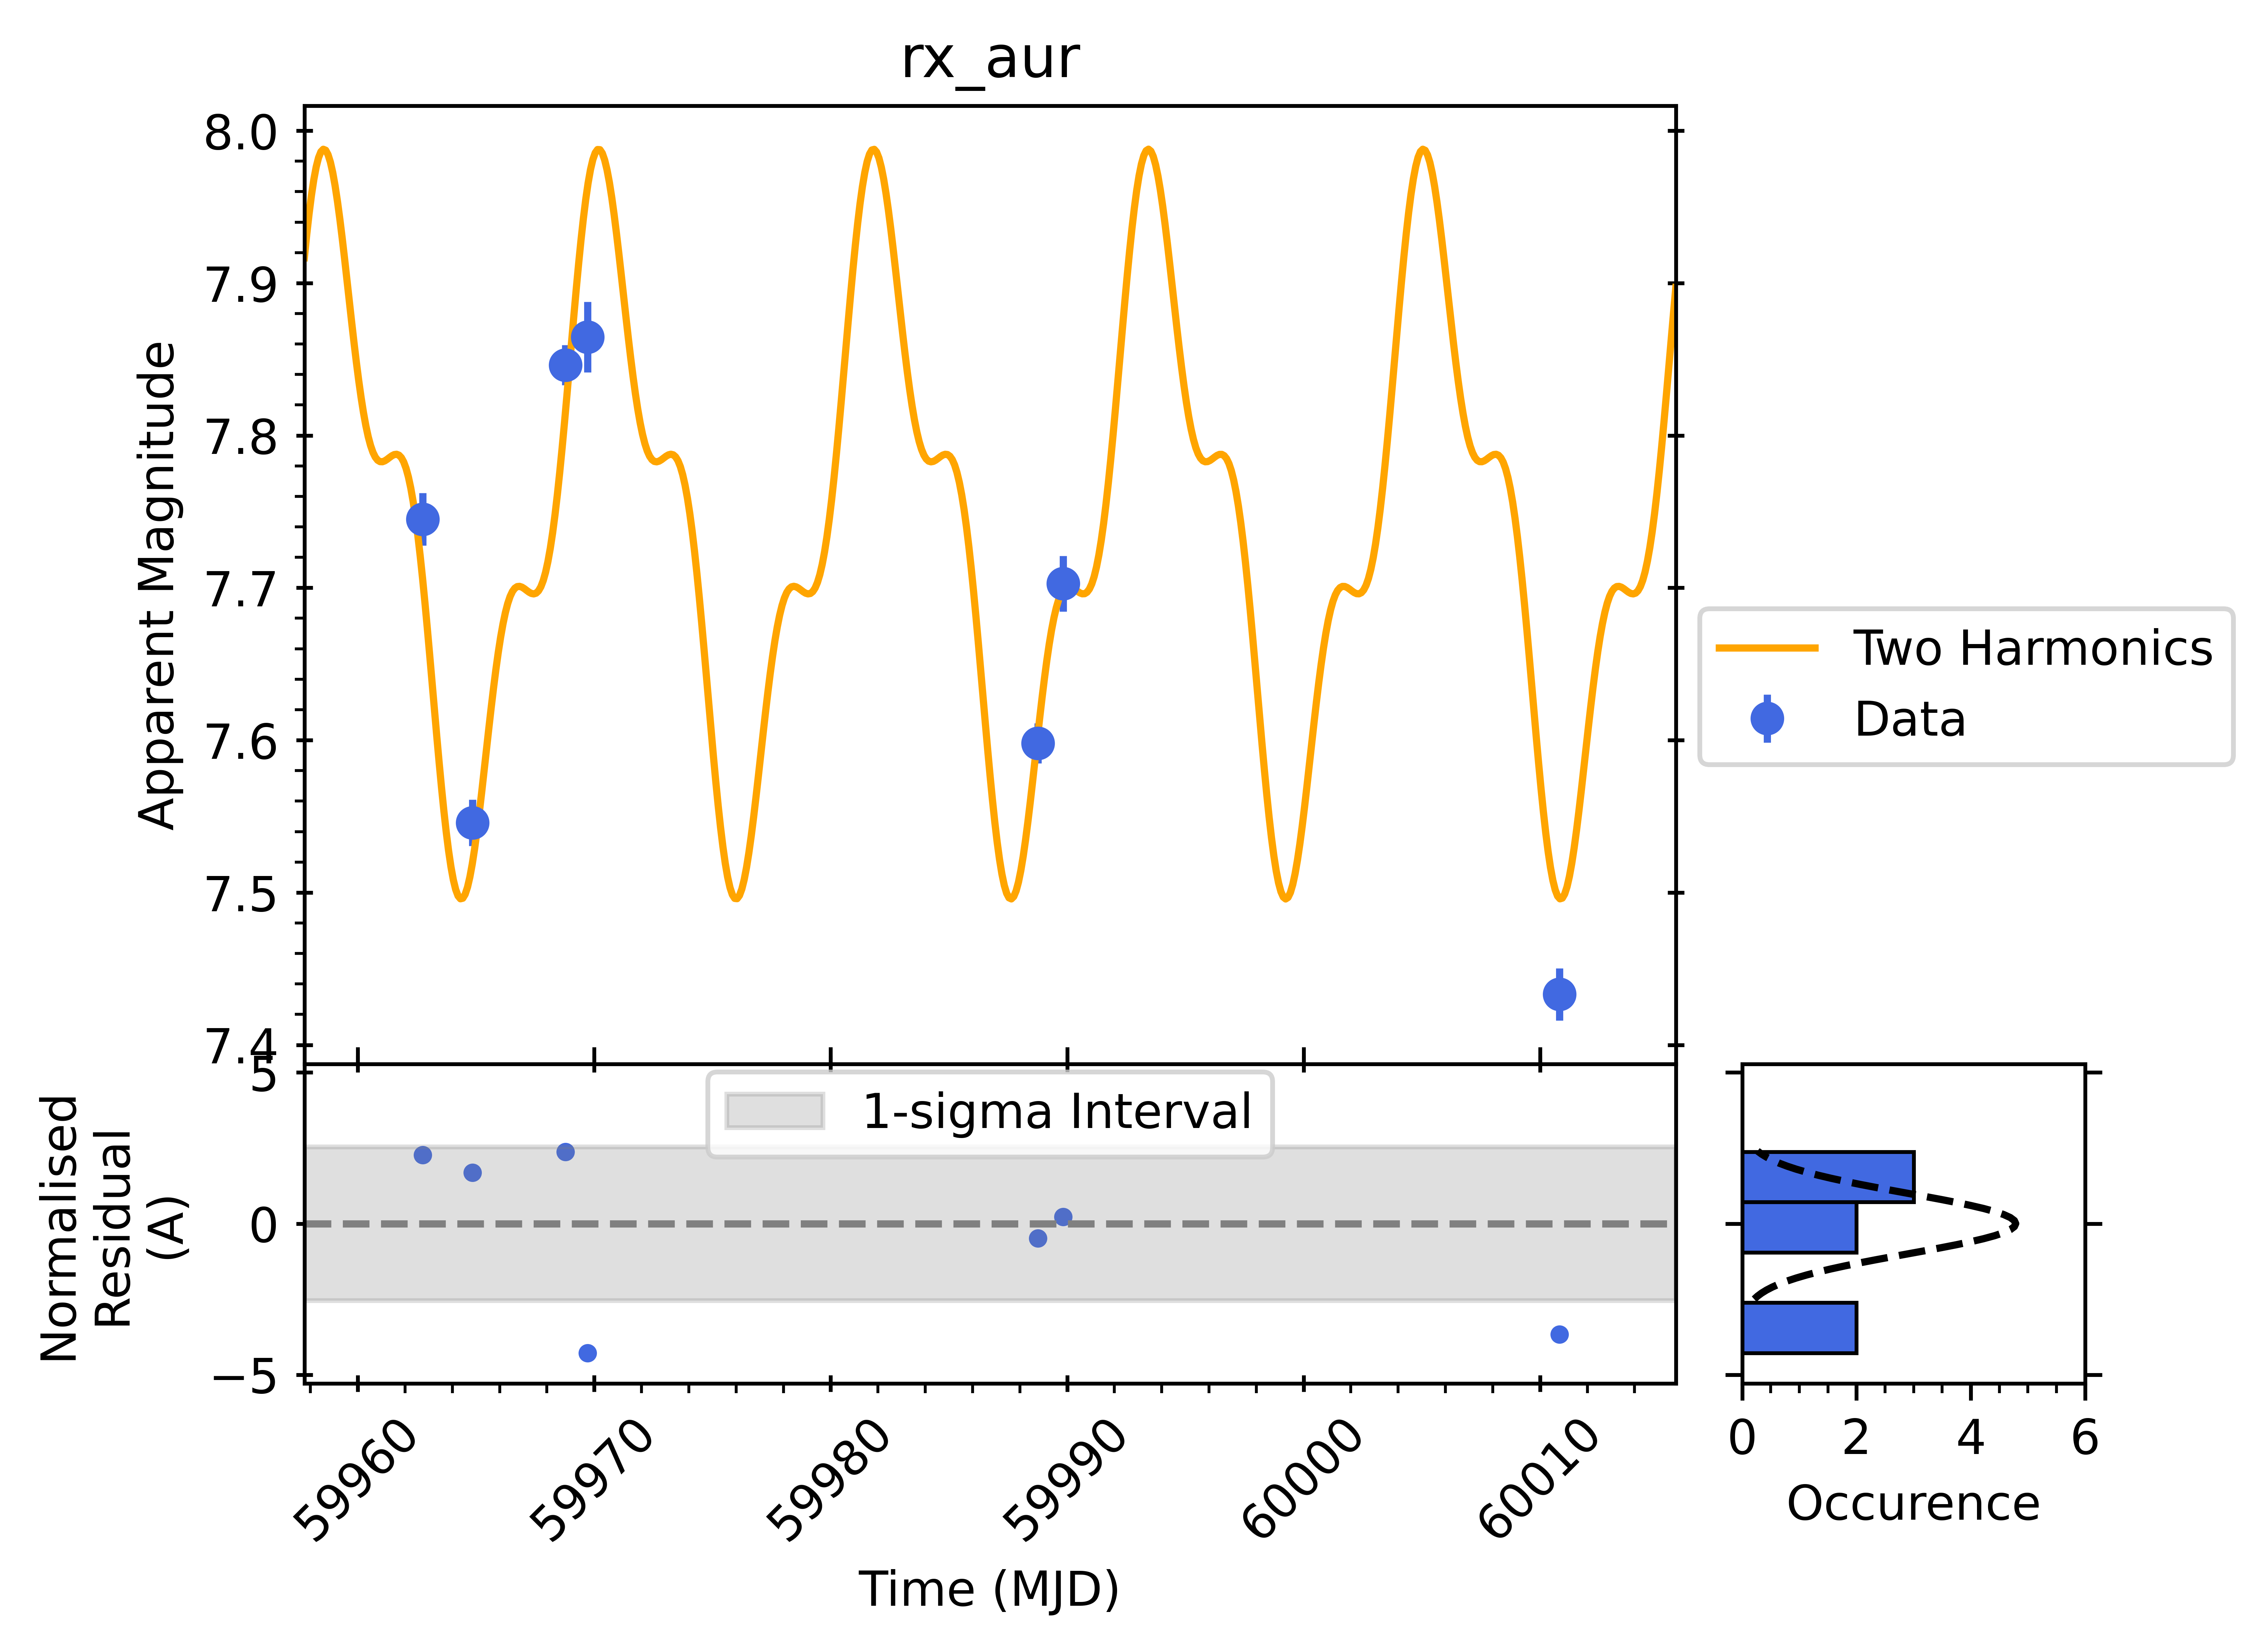 rx_aur
8.0
7.9
7.8
7.7
7.6
7.5
7.4
Apparent Magnitude
Two Harmonics
Data
5
0
−5
Normalised
Residual
(A)
1-sigma Interval
59960
59970
59980
59990
60000
60010
Time (MJD)
0
2
4
6
Occurence